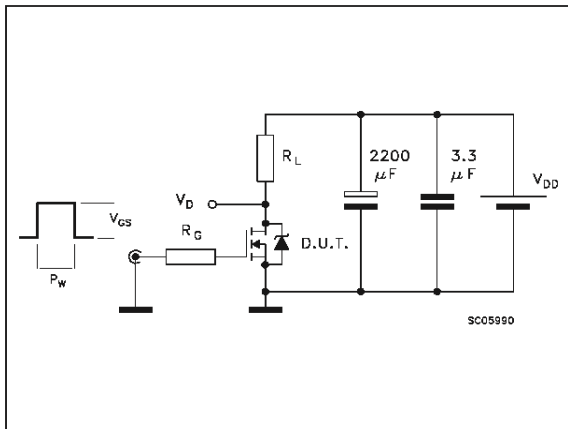 R_L
2200 μF
3.3 μF
V_DD
V_D
V_GS
R_G
D.U.T.
P_W
SC05990